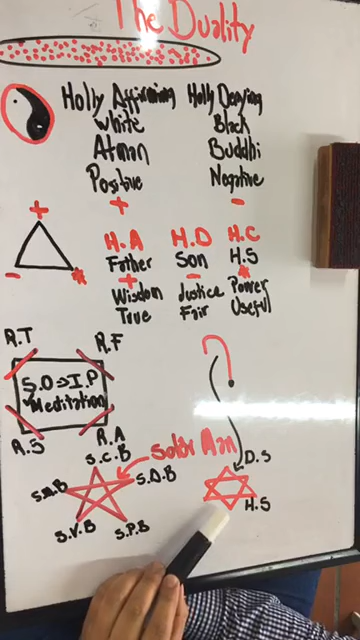 The Duality
Holly Affirming Holly Denying
White Black
Atman Buddhi
Positive Negative
+ -
+
H.A H.D H.C
Father Son H.S
+ - *
- *
Wisdom Justice Power
True Fair Useful
R.T R.F
S.O⇒I.P
Meditation
R.S R.A
S.C.B Solar Man D.S
S.M.B S.D.B
H.S
S.V.B S.P.B